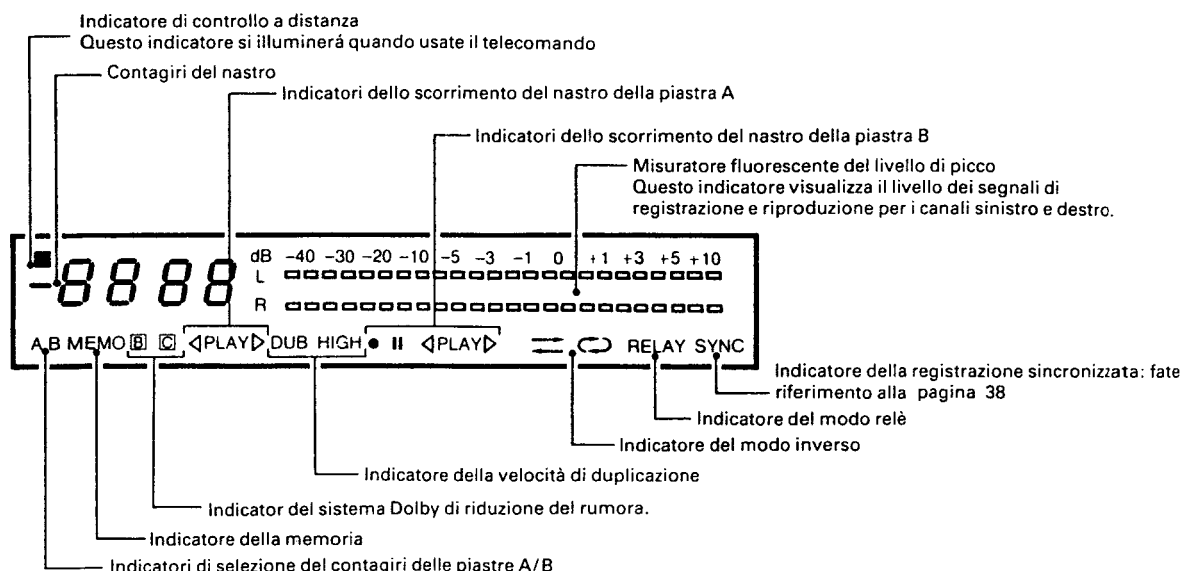 Indicatore di controllo a distanza
Questo indicatore si illuminerá quando usate il telecomando
Contagiri del nastro
Indicatori dello scorrimento del nastro della piastra A
Indicatori dello scorrimento del nastro della piastra B
Misuratore fluorescente del livello di picco
Questo indicatore visualizza il livello dei segnali di
registrazione e riproduzione per i canali sinistro e destro.
8888
dB -40 -30 -20 -10 -5 -3 -1 0 +1 +3 +5 +10
L
R
A B MEMO B C ◁PLAY▷ DUB HIGH ● II ◁PLAY▷ RELAY SYNC
Indicatore della registrazione sincronizzata: fate
riferimento alla pagina 38
Indicatore del modo relè
Indicatore del modo inverso
Indicatore della velocità di duplicazione
Indicator del sistema Dolby di riduzione del rumora.
Indicatore della memoria
Indicatori di selezione del contagiri delle piastre A/B